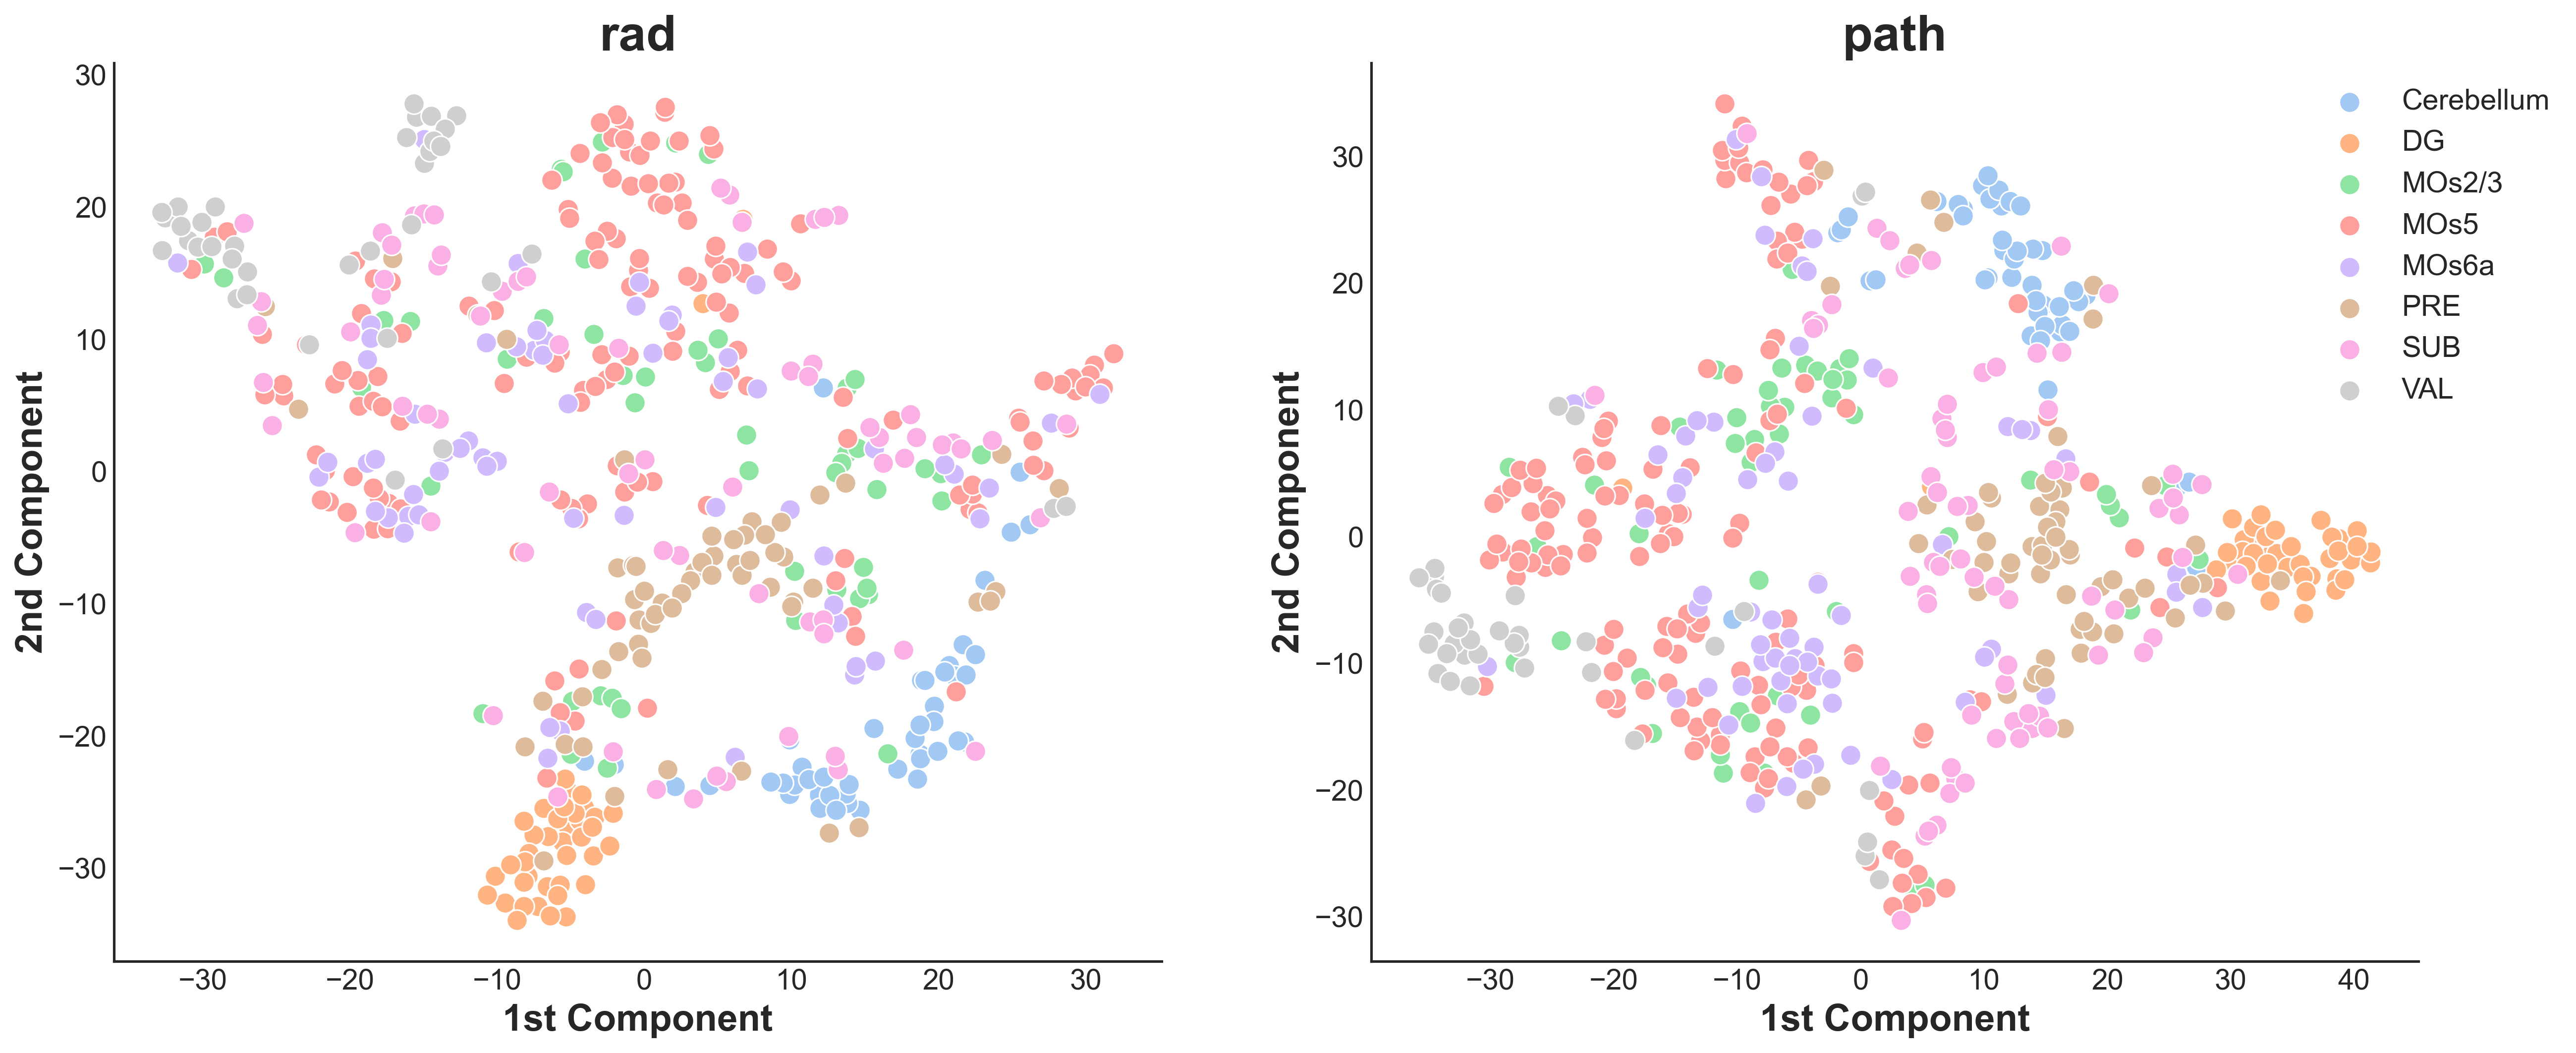 rad
30
20
10
0
−10
−20
−30
2nd Component
−30 −20 −10 0 10 20 30
1st Component
path
30
20
10
0
−10
−20
−30
2nd Component
−30 −20 −10 0 10 20 30 40
1st Component
Cerebellum
DG
MOs2/3
MOs5
MOs6a
PRE
SUB
VAL